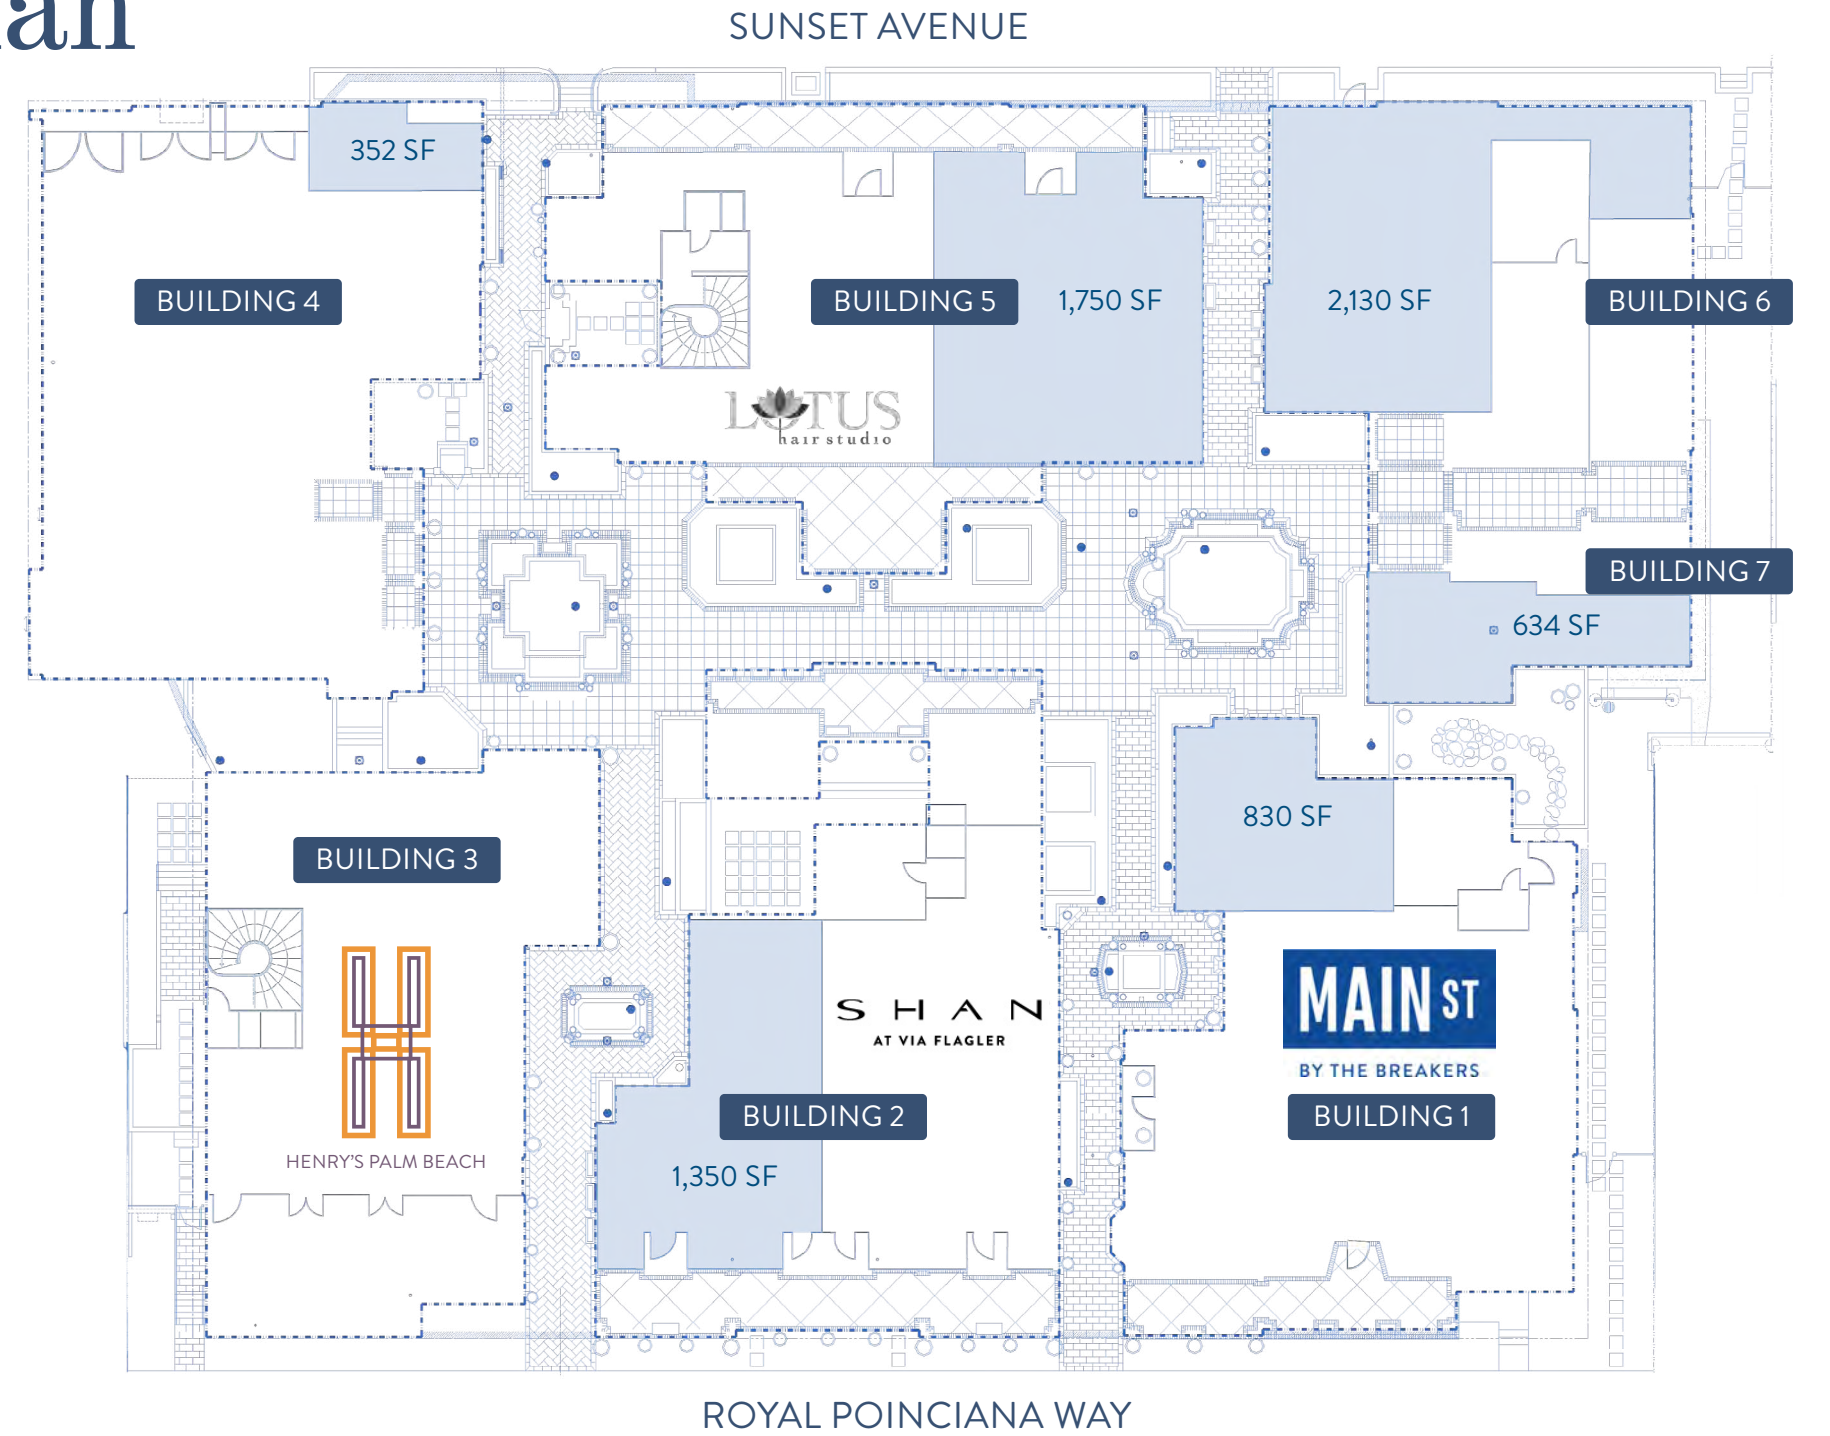 SUNSET AVENUE
352 SF
BUILDING 4
BUILDING 5
1,750 SF
2,130 SF
BUILDING 6
LOTUS
hair studio
BUILDING 7
634 SF
830 SF
BUILDING 3
HENRY'S PALM BEACH
SHAN
AT VIA FLAGLER
BUILDING 2
1,350 SF
MAIN ST
BY THE BREAKERS
BUILDING 1
ROYAL POINCIANA WAY